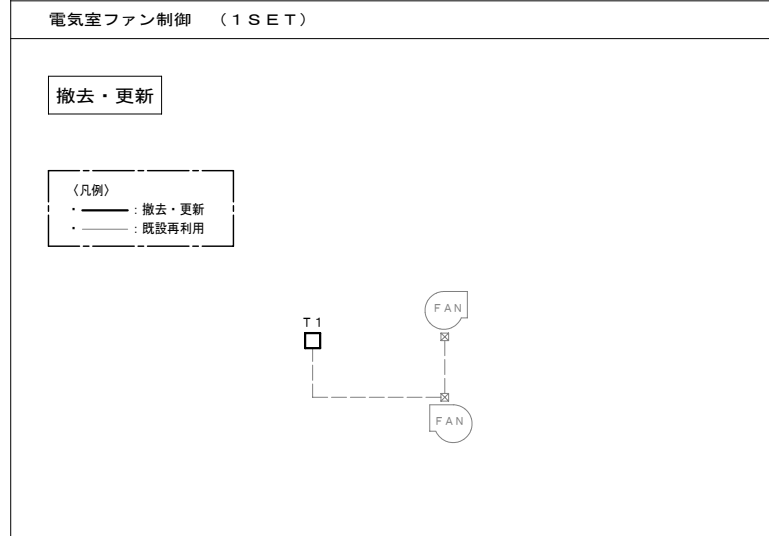 電気室ファン制御　（１ＳＥＴ）
撤去・更新
〈凡例〉
・━━━：撤去・更新
・───：既設再利用
ＦＡＮ
Ｔ１
ＦＡＮ